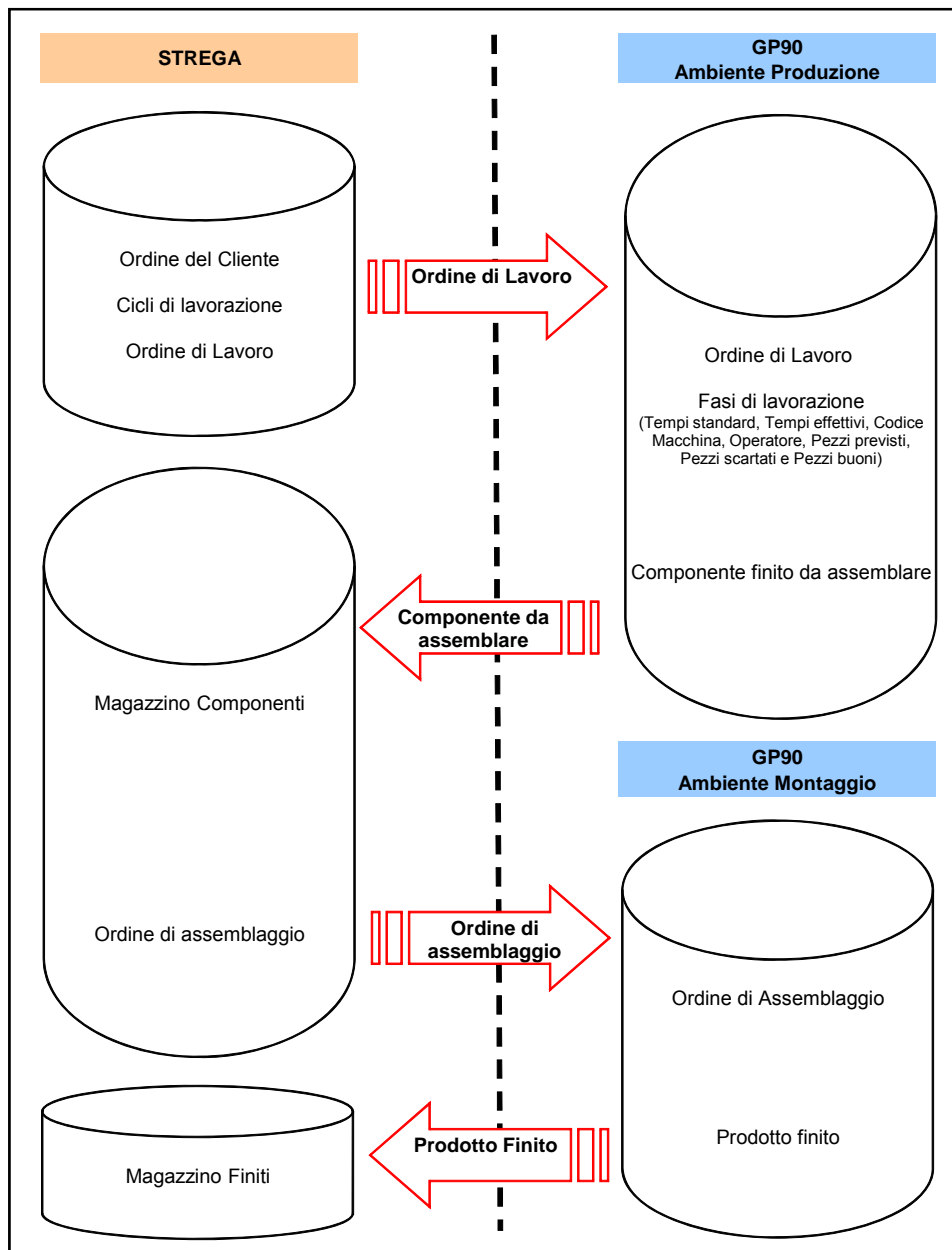 STREGA
GP90
Ambiente Produzione
Ordine del Cliente
Cicli di lavorazione
Ordine di Lavoro
Ordine di Lavoro
Ordine di Lavoro
Fasi di lavorazione
(Tempi standard, Tempi effettivi, Codice
Macchina, Operatore, Pezzi previsti,
Pezzi scartati e Pezzi buoni)
Componente finito da assemblare
Componente da
assemblare
Magazzino Componenti
Ordine di assemblaggio
GP90
Ambiente Montaggio
Ordine di
assemblaggio
Ordine di Assemblaggio
Prodotto finito
Prodotto Finito
Magazzino Finiti